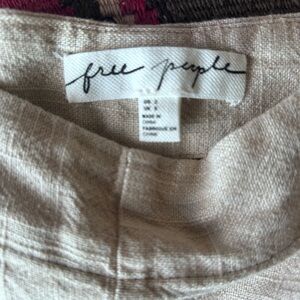 free people
MADE IN
CHINA
FABRIQUE EN
CHINE